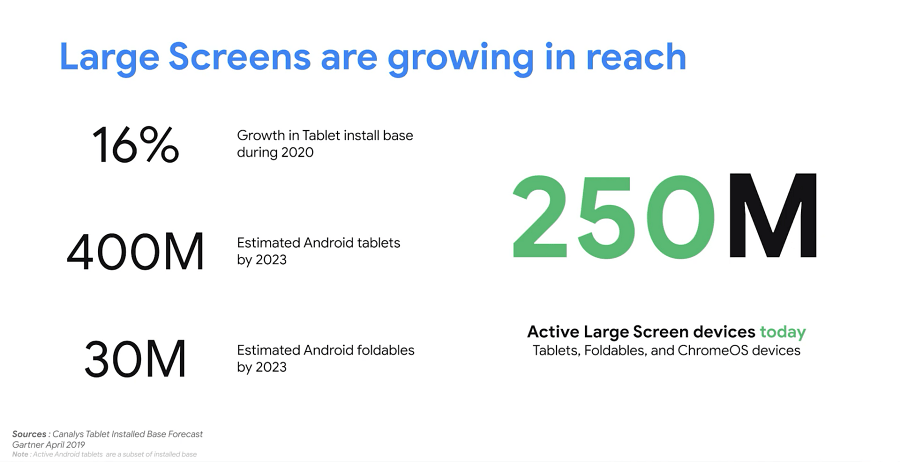 Large Screens are growing in reach
16%
Growth in Tablet install base
during 2020
400M
Estimated Android tablets
by 2023
30M
Estimated Android foldables
by 2023
250M
Active Large Screen devices today
Tablets, Foldables, and ChromeOS devices
Sources : Canalys Tablet Installed Base Forecast
Gartner April 2019
Note : Active Android tablets are a subset of installed base